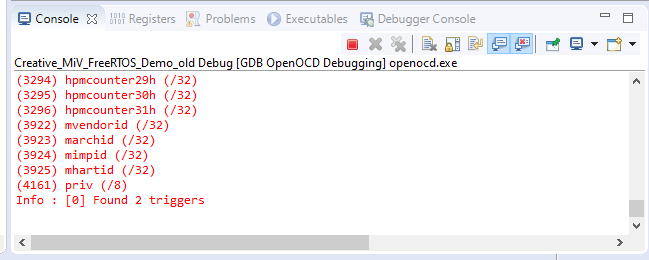 Console Registers Problems Executables Debugger Console
Creative_MiV_FreeRTOS_Demo_old Debug [GDB OpenOCD Debugging] openocd.exe
(3294) hpmcounter29h (/32)
(3295) hpmcounter30h (/32)
(3296) hpmcounter31h (/32)
(3922) mvendorid (/32)
(3923) marchid (/32)
(3924) mimpid (/32)
(3925) mhartid (/32)
(4161) priv (/8)
Info : [0] Found 2 triggers